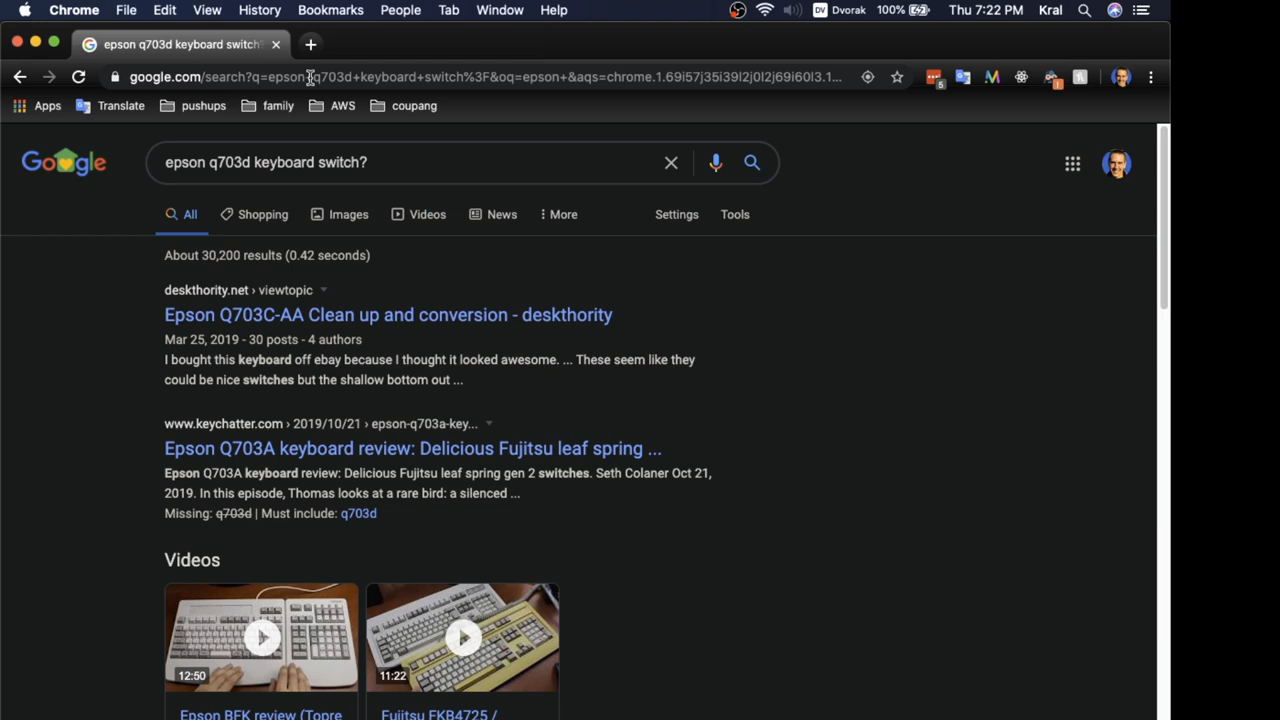 Chrome File Edit View History Bookmarks People Tab Window Help DV Dvorak 100% Thu 7:22 PM Kral
epson q703d keyboard switch?
google.com/search?q=epson+q703d+keyboard+switch%3F&oq=epson+&aqs=chrome.1.69i57j35i39l2j0l2j69i60l3.1... 5 !
Apps Translate pushups family AWS coupang
Google epson q703d keyboard switch?
All Shopping Images Videos News More Settings Tools
About 30,200 results (0.42 seconds)
deskthority.net › viewtopic
Epson Q703C-AA Clean up and conversion - deskthority
Mar 25, 2019 - 30 posts - 4 authors
I bought this keyboard off ebay because I thought it looked awesome. ... These seem like they
could be nice switches but the shallow bottom out ...
www.keychatter.com › 2019/10/21 › epson-q703a-key...
Epson Q703A keyboard review: Delicious Fujitsu leaf spring ...
Epson Q703A keyboard review: Delicious Fujitsu leaf spring gen 2 switches. Seth Colaner Oct 21,
2019. In this episode, Thomas looks at a rare bird: a silenced ...
Missing: q703d | Must include: q703d
Videos
12:50 11:22
Epson BFK review (Topre Fujitsu FKB4725 /